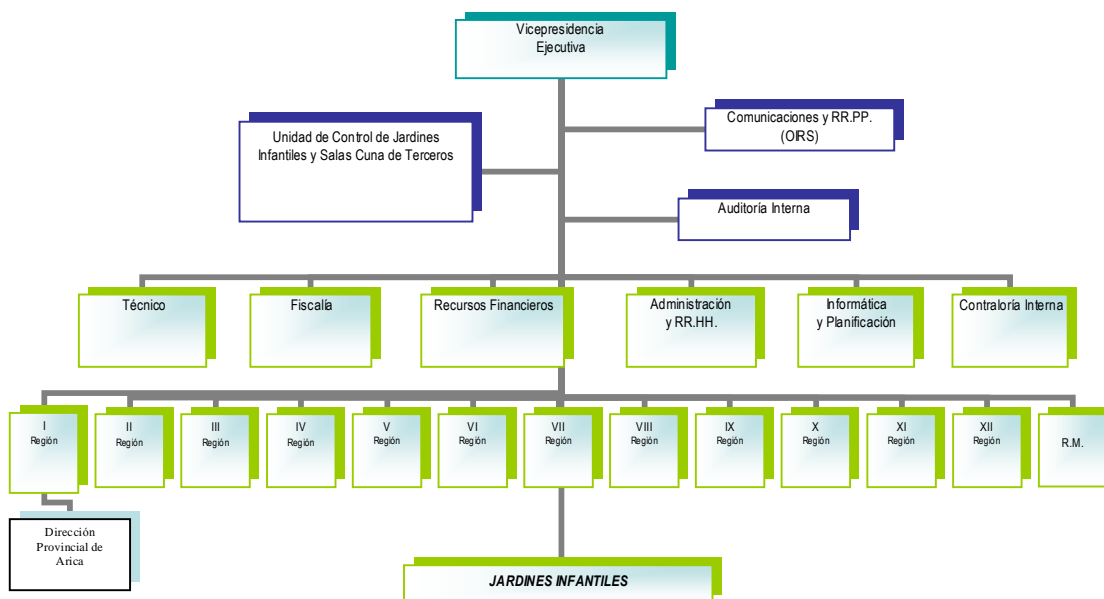 Vicepresidencia
Ejecutiva
Unidad de Control de Jardines
Infantiles y Salas Cuna de Terceros
Comunicaciones y RR.PP.
(OIRS)
Auditoría Interna
Técnico
Fiscalía
Recursos Financieros
Administración
y RR.HH.
Informática
y Planificación
Contraloría Interna
I
Región
II
Región
III
Región
IV
Región
V
Región
VI
Región
VII
Región
VIII
Región
IX
Región
X
Región
XI
Región
XII
Región
R.M.
Dirección
Provincial de
Arica
JARDINES INFANTILES